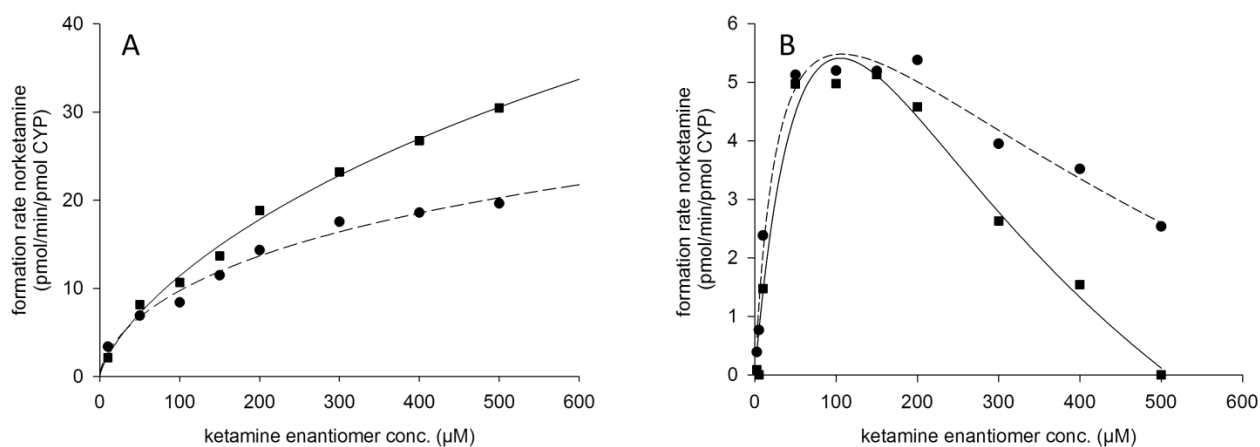 A
formation rate norketamine
(pmol/min/pmol CYP)
40
30
20
10
0
0 100 200 300 400 500 600
ketamine enantiomer conc. (µM)
B
formation rate norketamine
(pmol/min/pmol CYP)
6
5
4
3
2
1
0
0 100 200 300 400 500 600
ketamine enantiomer conc. (µM)